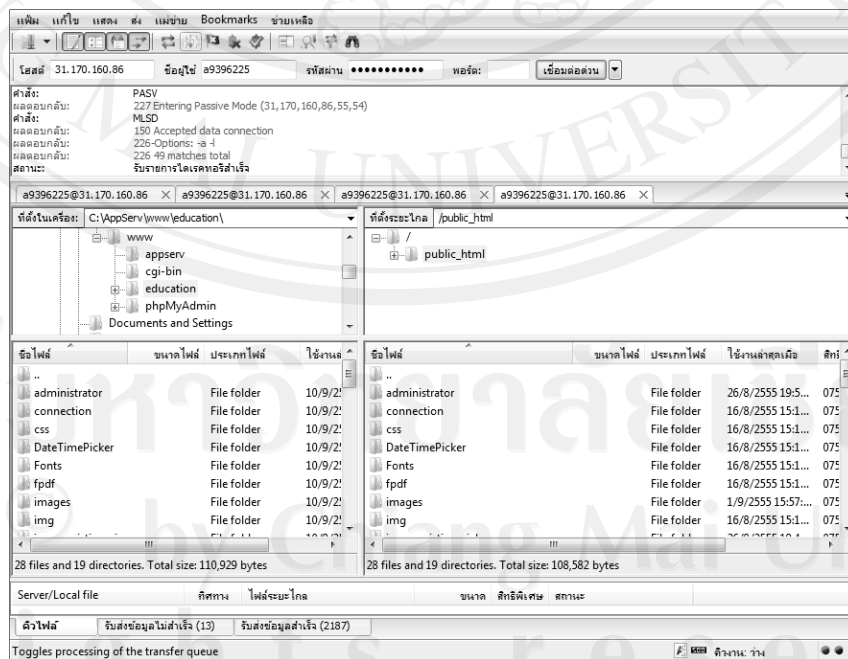 แฟ้ม แก้ไข แสดง ส่ง แม่ข่าย Bookmarks ช่วยเหลือ
โฮสต์ 31.170.160.86 ชื่อผู้ใช้ a9396225 รหัสผ่าน ●●●●●●●●●●● พอร์ต: เชื่อมต่อด่วน
คำสั่ง: PASV
ผลตอบกลับ: 227 Entering Passive Mode (31,170,160,86,55,54)
คำสั่ง: MLSD
ผลตอบกลับ: 150 Accepted data connection
ผลตอบกลับ: 226-Options: -a -l
ผลตอบกลับ: 226 49 matches total
สถานะ: รับรายการไดเรคทอรีสำเร็จ
a9396225@31.170.160.86 a9396225@31.170.160.86 a9396225@31.170.160.86 a9396225@31.170.160.86
ที่ตั้งในเครื่อง: C:\AppServ\www\education\
www
appserv
cgi-bin
education
phpMyAdmin
Documents and Settings
ที่ตั้งระยะไกล /public_html
/
public_html
ชื่อไฟล์ ขนาดไฟล์ ประเภทไฟล์ ใช้งานล
..
administrator File folder 10/9/2
connection File folder 10/9/2
css File folder 10/9/2
DateTimePicker File folder 10/9/2
Fonts File folder 10/9/2
fpdf File folder 10/9/2
images File folder 10/9/2
img File folder 10/9/2
28 files and 19 directories. Total size: 110,929 bytes
ชื่อไฟล์ ขนาดไฟล์ ประเภทไฟล์ ใช้งานล่าสุดเมื่อ สิทธิ์
..
administrator File folder 26/8/2555 19:5... 075
connection File folder 16/8/2555 15:1... 075
css File folder 16/8/2555 15:1... 075
DateTimePicker File folder 16/8/2555 15:1... 075
Fonts File folder 16/8/2555 15:1... 075
fpdf File folder 16/8/2555 15:1... 075
images File folder 1/9/2555 15:57:... 075
img File folder 16/8/2555 15:1... 075
28 files and 19 directories. Total size: 108,582 bytes
Server/Local file ทิศทาง ไฟล์ระยะไกล ขนาด สิทธิพิเศษ สถานะ
คิวไฟล์ รับส่งข้อมูลไม่สำเร็จ (13) รับส่งข้อมูลสำเร็จ (2187)
Toggles processing of the transfer queue คิวงาน: ว่าง